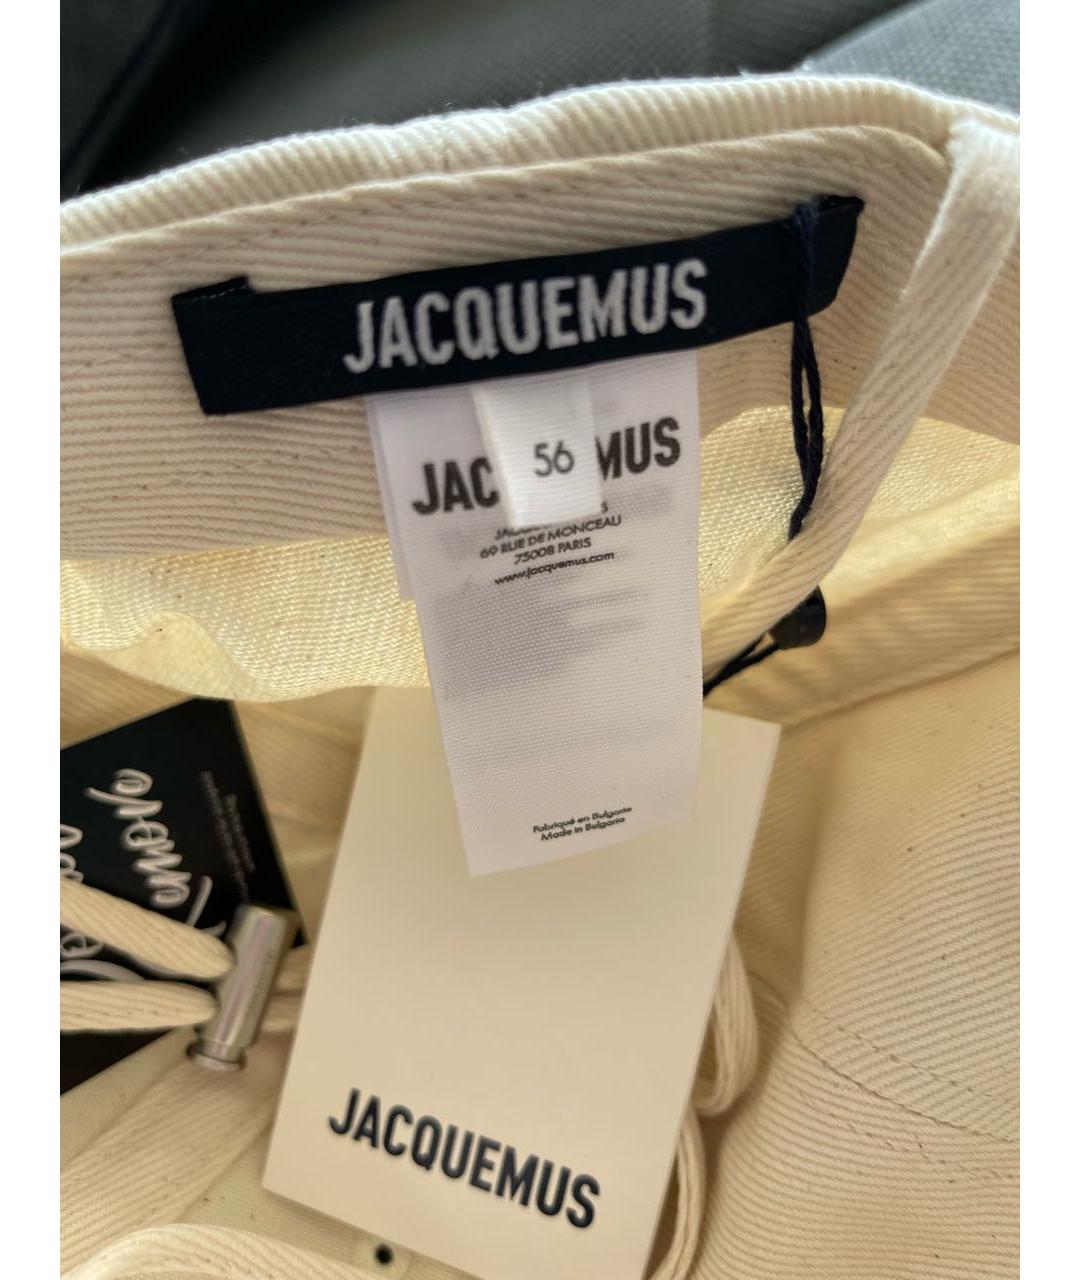 JACQUEMUS
56
JAC MUS
69 RUE DE MONCEAU
75008 PARIS
www.jacquemus.com
Fabriqué en Bulgarie
Made in Bulgaria
JACQUEMUS